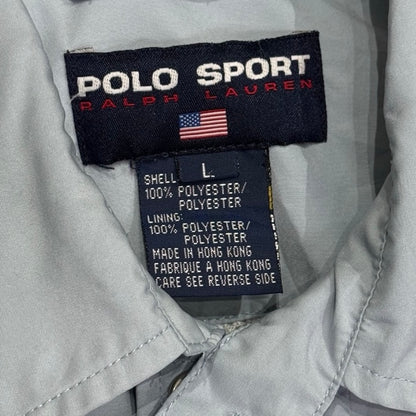 POLO SPORT
RALPH LAUREN
L
SHELL:
100% POLYESTER/
POLYESTER
LINING:
100% POLYESTER/
POLYESTER
MADE IN HONG KONG
FABRIQUE A HONG KONG
CARE SEE REVERSE SIDE